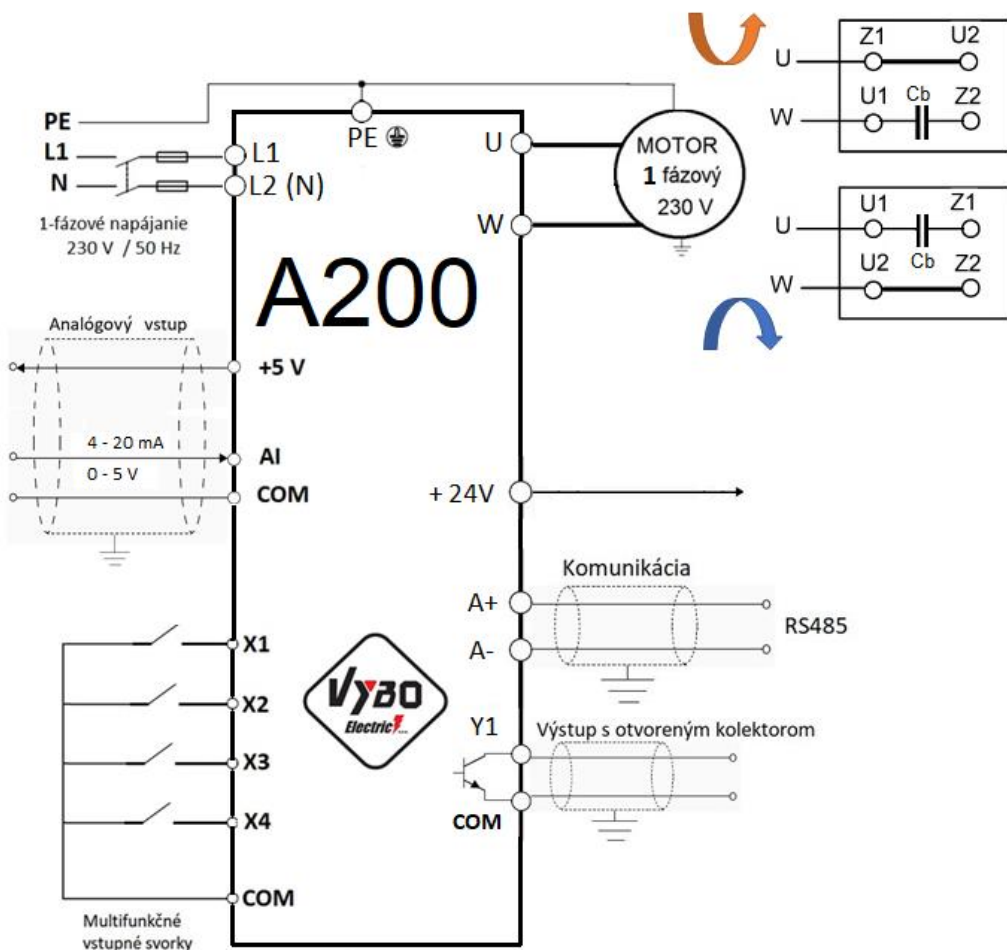 PE
L1
N
1-fázové napájanie
230 V / 50 Hz
PE
L1
L2 (N)
U
W
MOTOR
1 fázový
230 V
Z1 U2
U
U1 Cb Z2
W
U1 Z1
U
Cb
U2 Z2
W
A200
Analógový vstup
+5 V
4 - 20 mA
AI
0 - 5 V
COM
+ 24V
Komunikácia
A+
RS485
A-
X1
X2
X3
X4
COM
Multifunkčné
vstupné svorky
VYBO
Electric...
Y1
Výstup s otvoreným kolektorom
COM